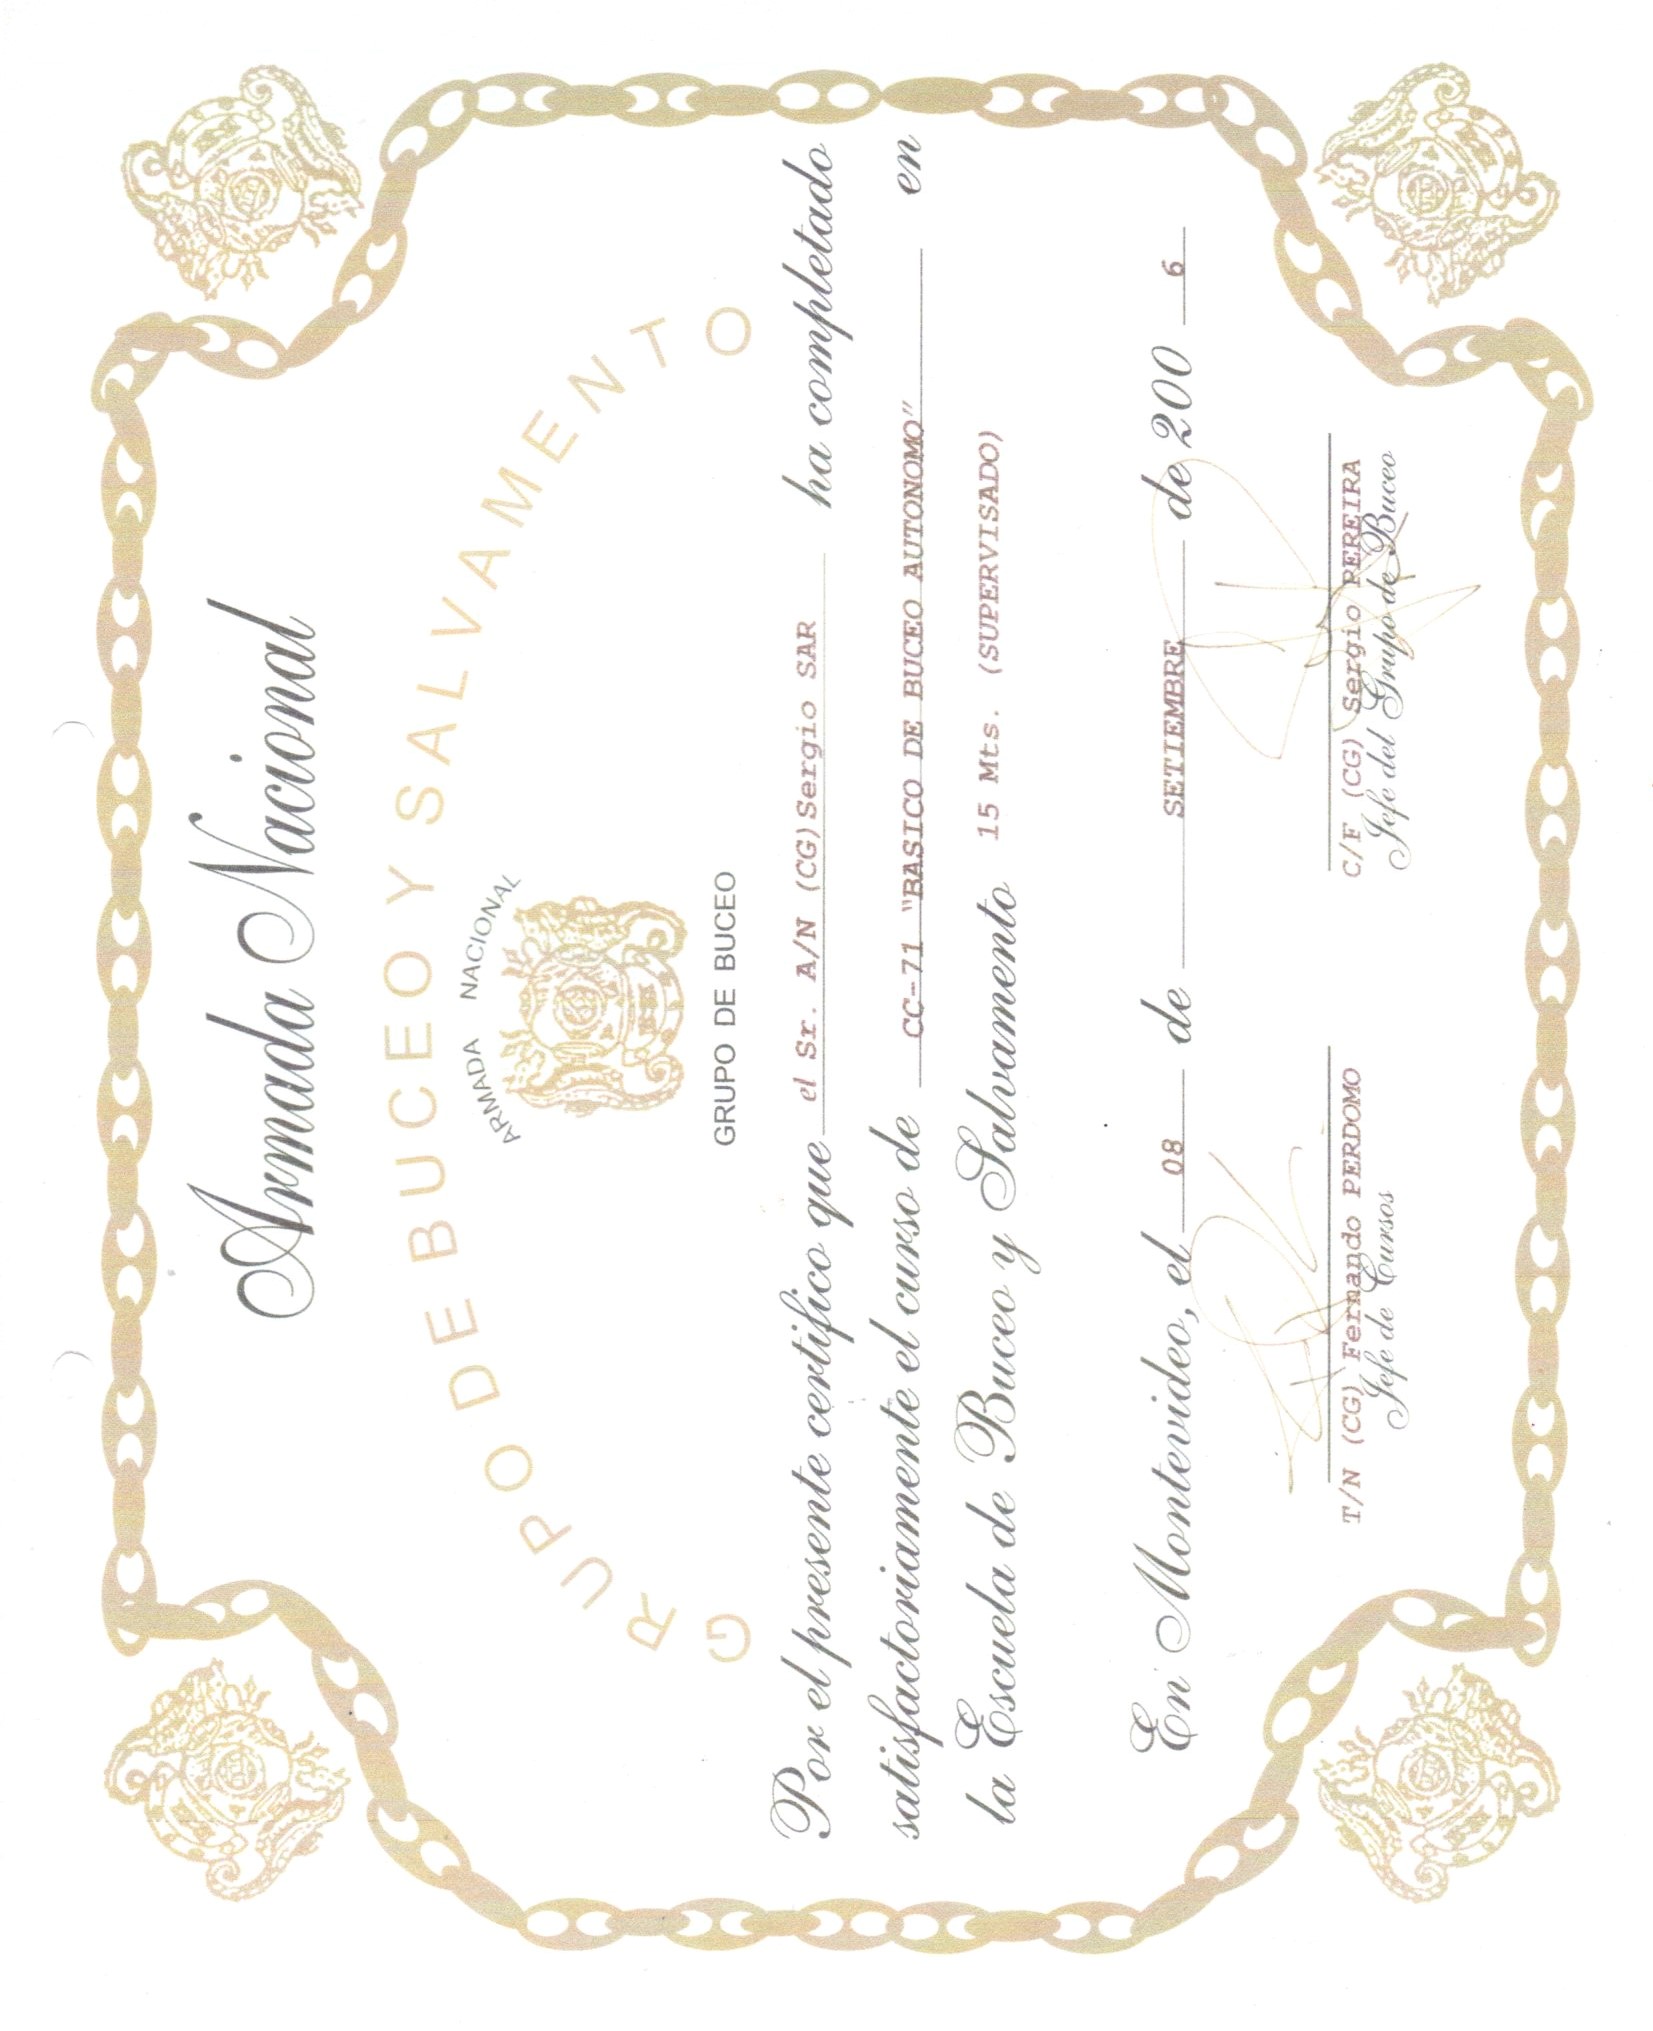 Armada Nacional
GRUPO DE BUCEO Y SALVAMENTO
ARMADA NACIONAL
GRUPO DE BUCEO
Por el presente certifico que el Sr. A/N (CG) Sergio SAR ha completado
satisfactoriamente el curso de CC-71 "BASICO DE BUCEO AUTONOMO" en
la Escuela de Buceo y Salvamento 15 Mts. (SUPERVISADO)
En Montevideo, el 08 de SETIEMBRE de 200 6
T/N (CG) Fernando PERDOMO
Jefe de Cursos
C/F (CG) Sergio PEREIRA
Jefe del Grupo de Buceo